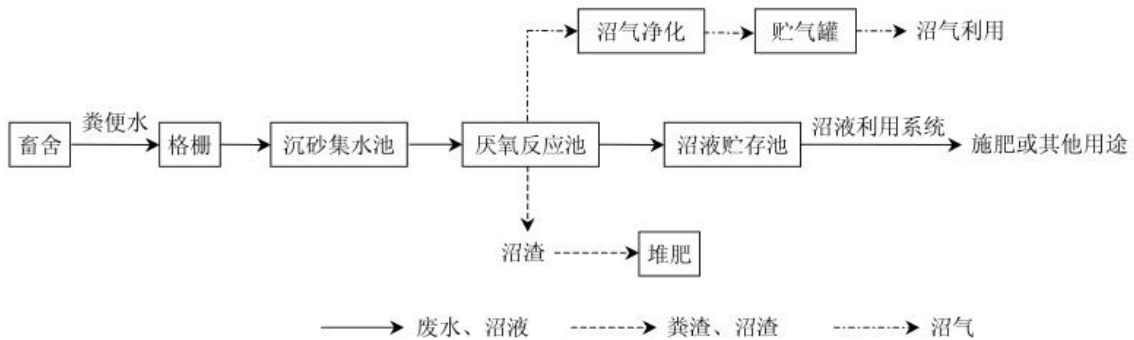 沼气净化
贮气罐
沼气利用
畜舍
粪便水
格栅
沉砂集水池
厌氧反应池
沼液贮存池
沼液利用系统
施肥或其他用途
沼渣
堆肥
废水、沼液
粪渣、沼渣
沼气